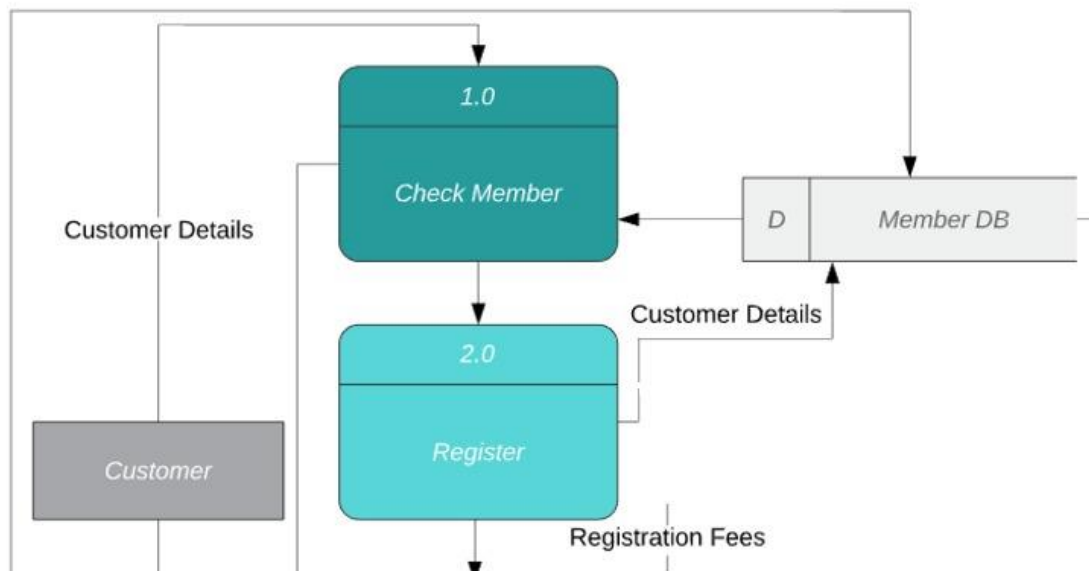 1.0
Check Member
Customer Details
D
Member DB
Customer Details
2.0
Register
Customer
Registration Fees